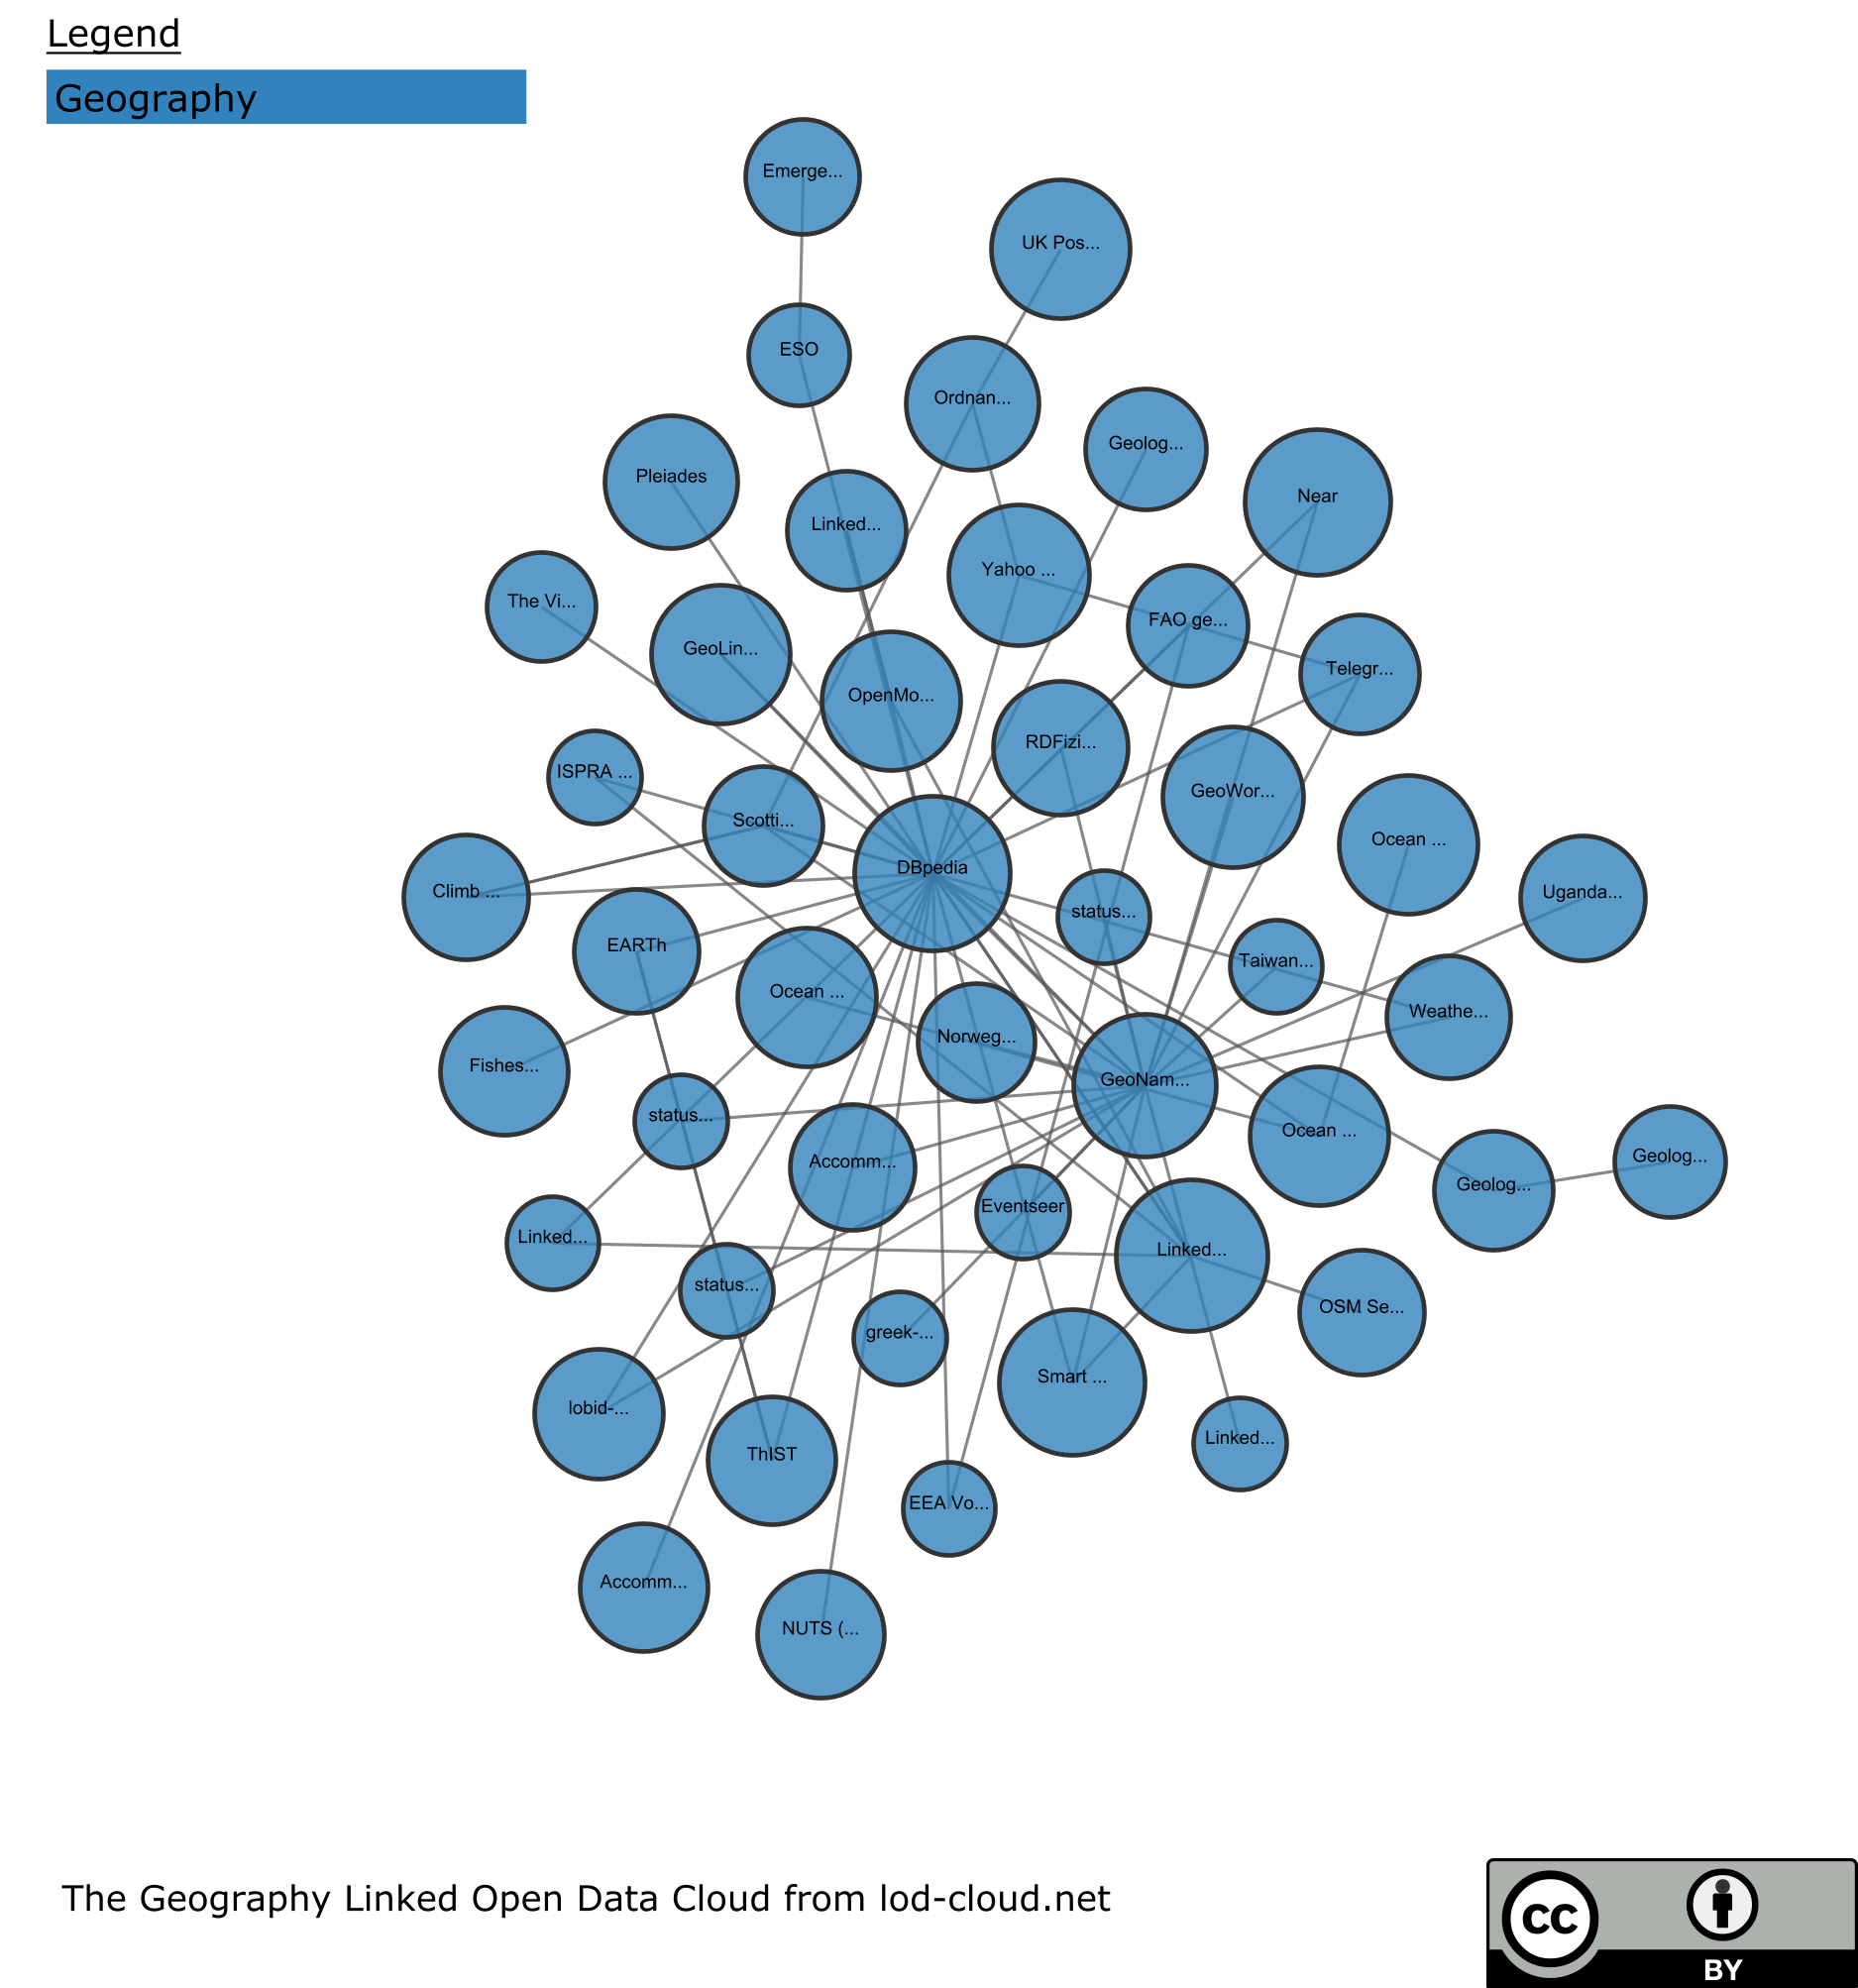 Legend
Geography
Emerge...
UK Pos...
ESO
Ordnan...
Geolog...
Pleiades
Near
Linked...
Yahoo ...
The Vi...
FAO ge...
GeoLin...
Telegr...
OpenMo...
RDFizi...
ISPRA ...
GeoWor...
Scotti...
Ocean ...
DBpedia
Climb ...
Uganda...
status...
EARTh
Taiwan...
Ocean ...
Weathe...
Norweg...
Fishes...
GeoNam...
status...
Ocean ...
Accomm...
Geolog...
Geolog...
Eventseer
Linked...
Linked...
status...
OSM Se...
greek-...
Smart ...
lobid-...
Linked...
ThIST
EEA Vo...
Accomm...
NUTS (...
The Geography Linked Open Data Cloud from lod-cloud.net
cc
BY